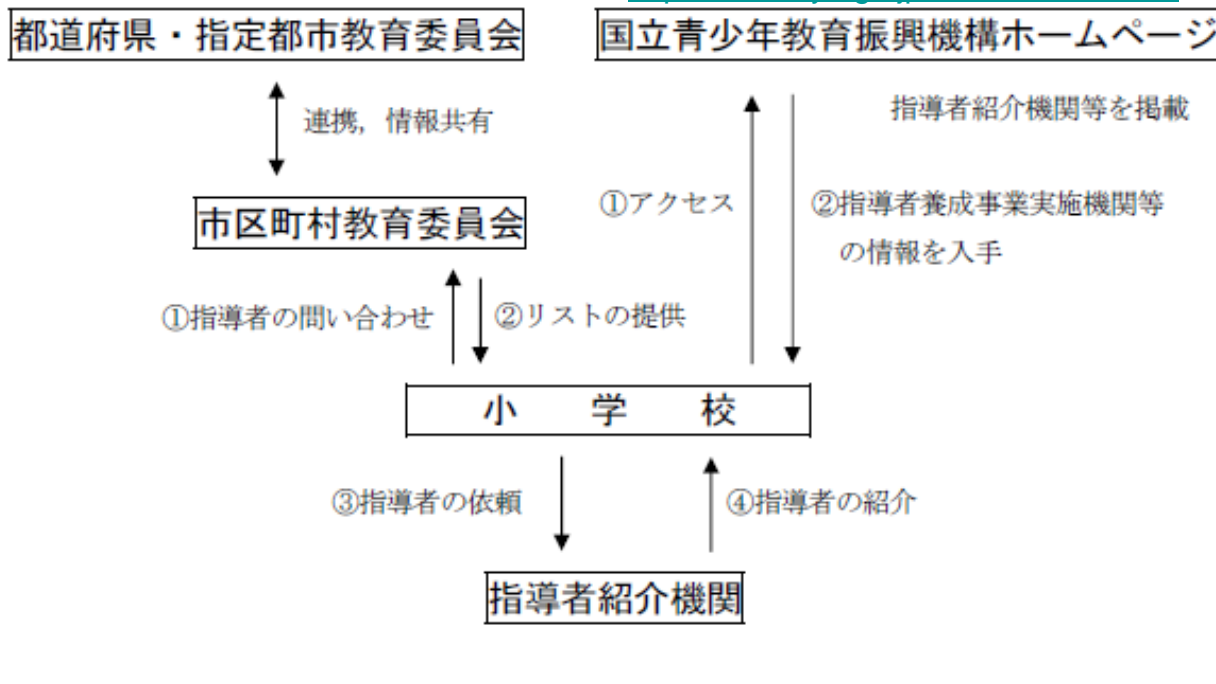 都道府県・指定都市教育委員会
国立青少年教育振興機構ホームページ
連携，情報共有
指導者紹介機関等を掲載
市区町村教育委員会
①アクセス
②指導者養成事業実施機関等
の情報を入手
①指導者の問い合わせ
②リストの提供
小　学　校
③指導者の依頼
④指導者の紹介
指導者紹介機関